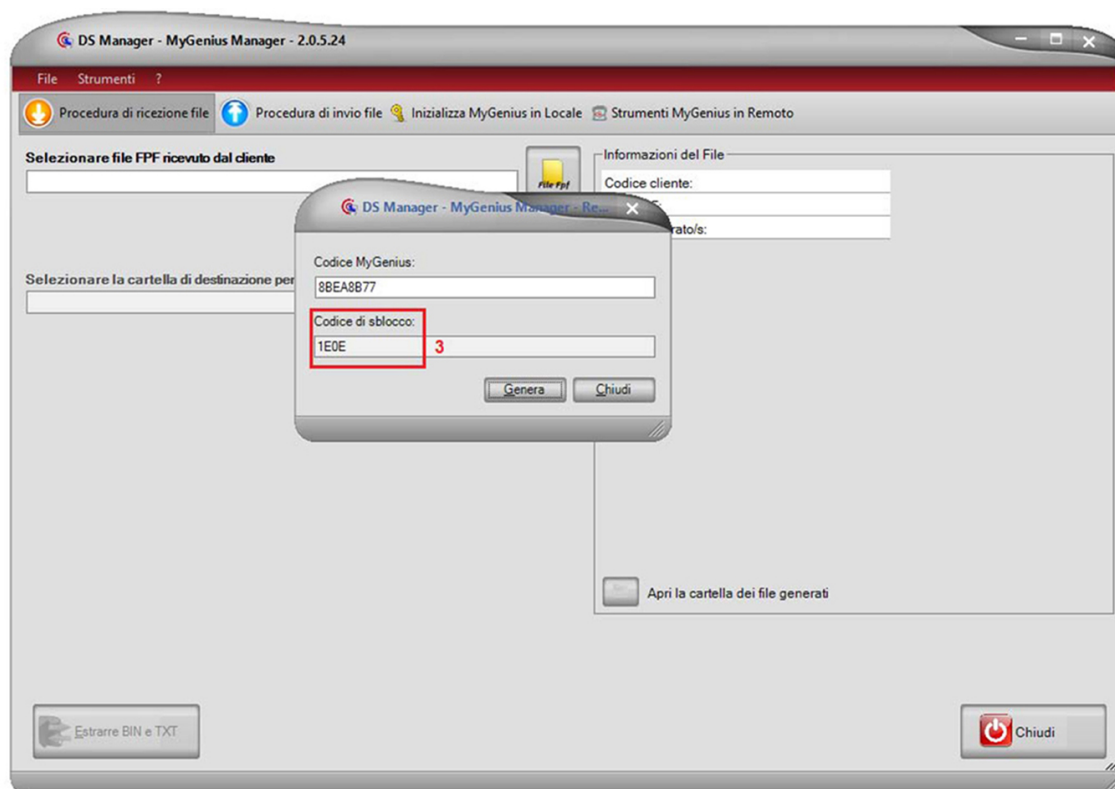 DS Manager - MyGenius Manager - 2.0.5.24
File Strumenti ?
Procedura di ricezione file Procedura di invio file Inizializza MyGenius in Locale Strumenti MyGenius in Remoto
Selezionare file FPF ricevuto dal cliente
File Fpf
Informazioni del File
Codice cliente:
rato/s:
Selezionare la cartella di destinazione per
DS Manager - MyGenius Manager - Re...
Codice MyGenius:
8BEA8B77
Codice di sblocco:
1E0E 3
Genera Chiudi
Apri la cartella dei file generati
Estrarre BIN e TXT
Chiudi